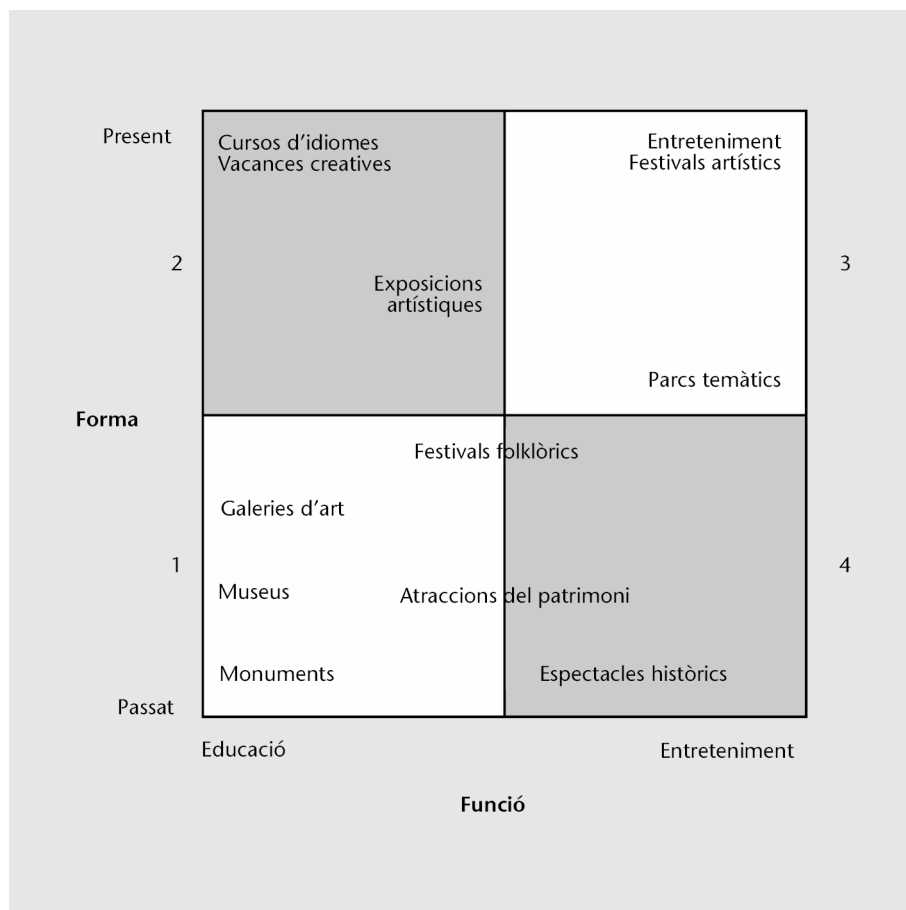 Present
Cursos d'idiomes
Vacances creatives
Entreteniment
Festivals artístics
2
Exposicions
artístiques
3
Parcs temàtics
Forma
Festivals folklòrics
Galeries d'art
1
Museus
Atraccions del patrimoni
4
Monuments
Espectacles històrics
Passat
Educació
Entreteniment
Funció